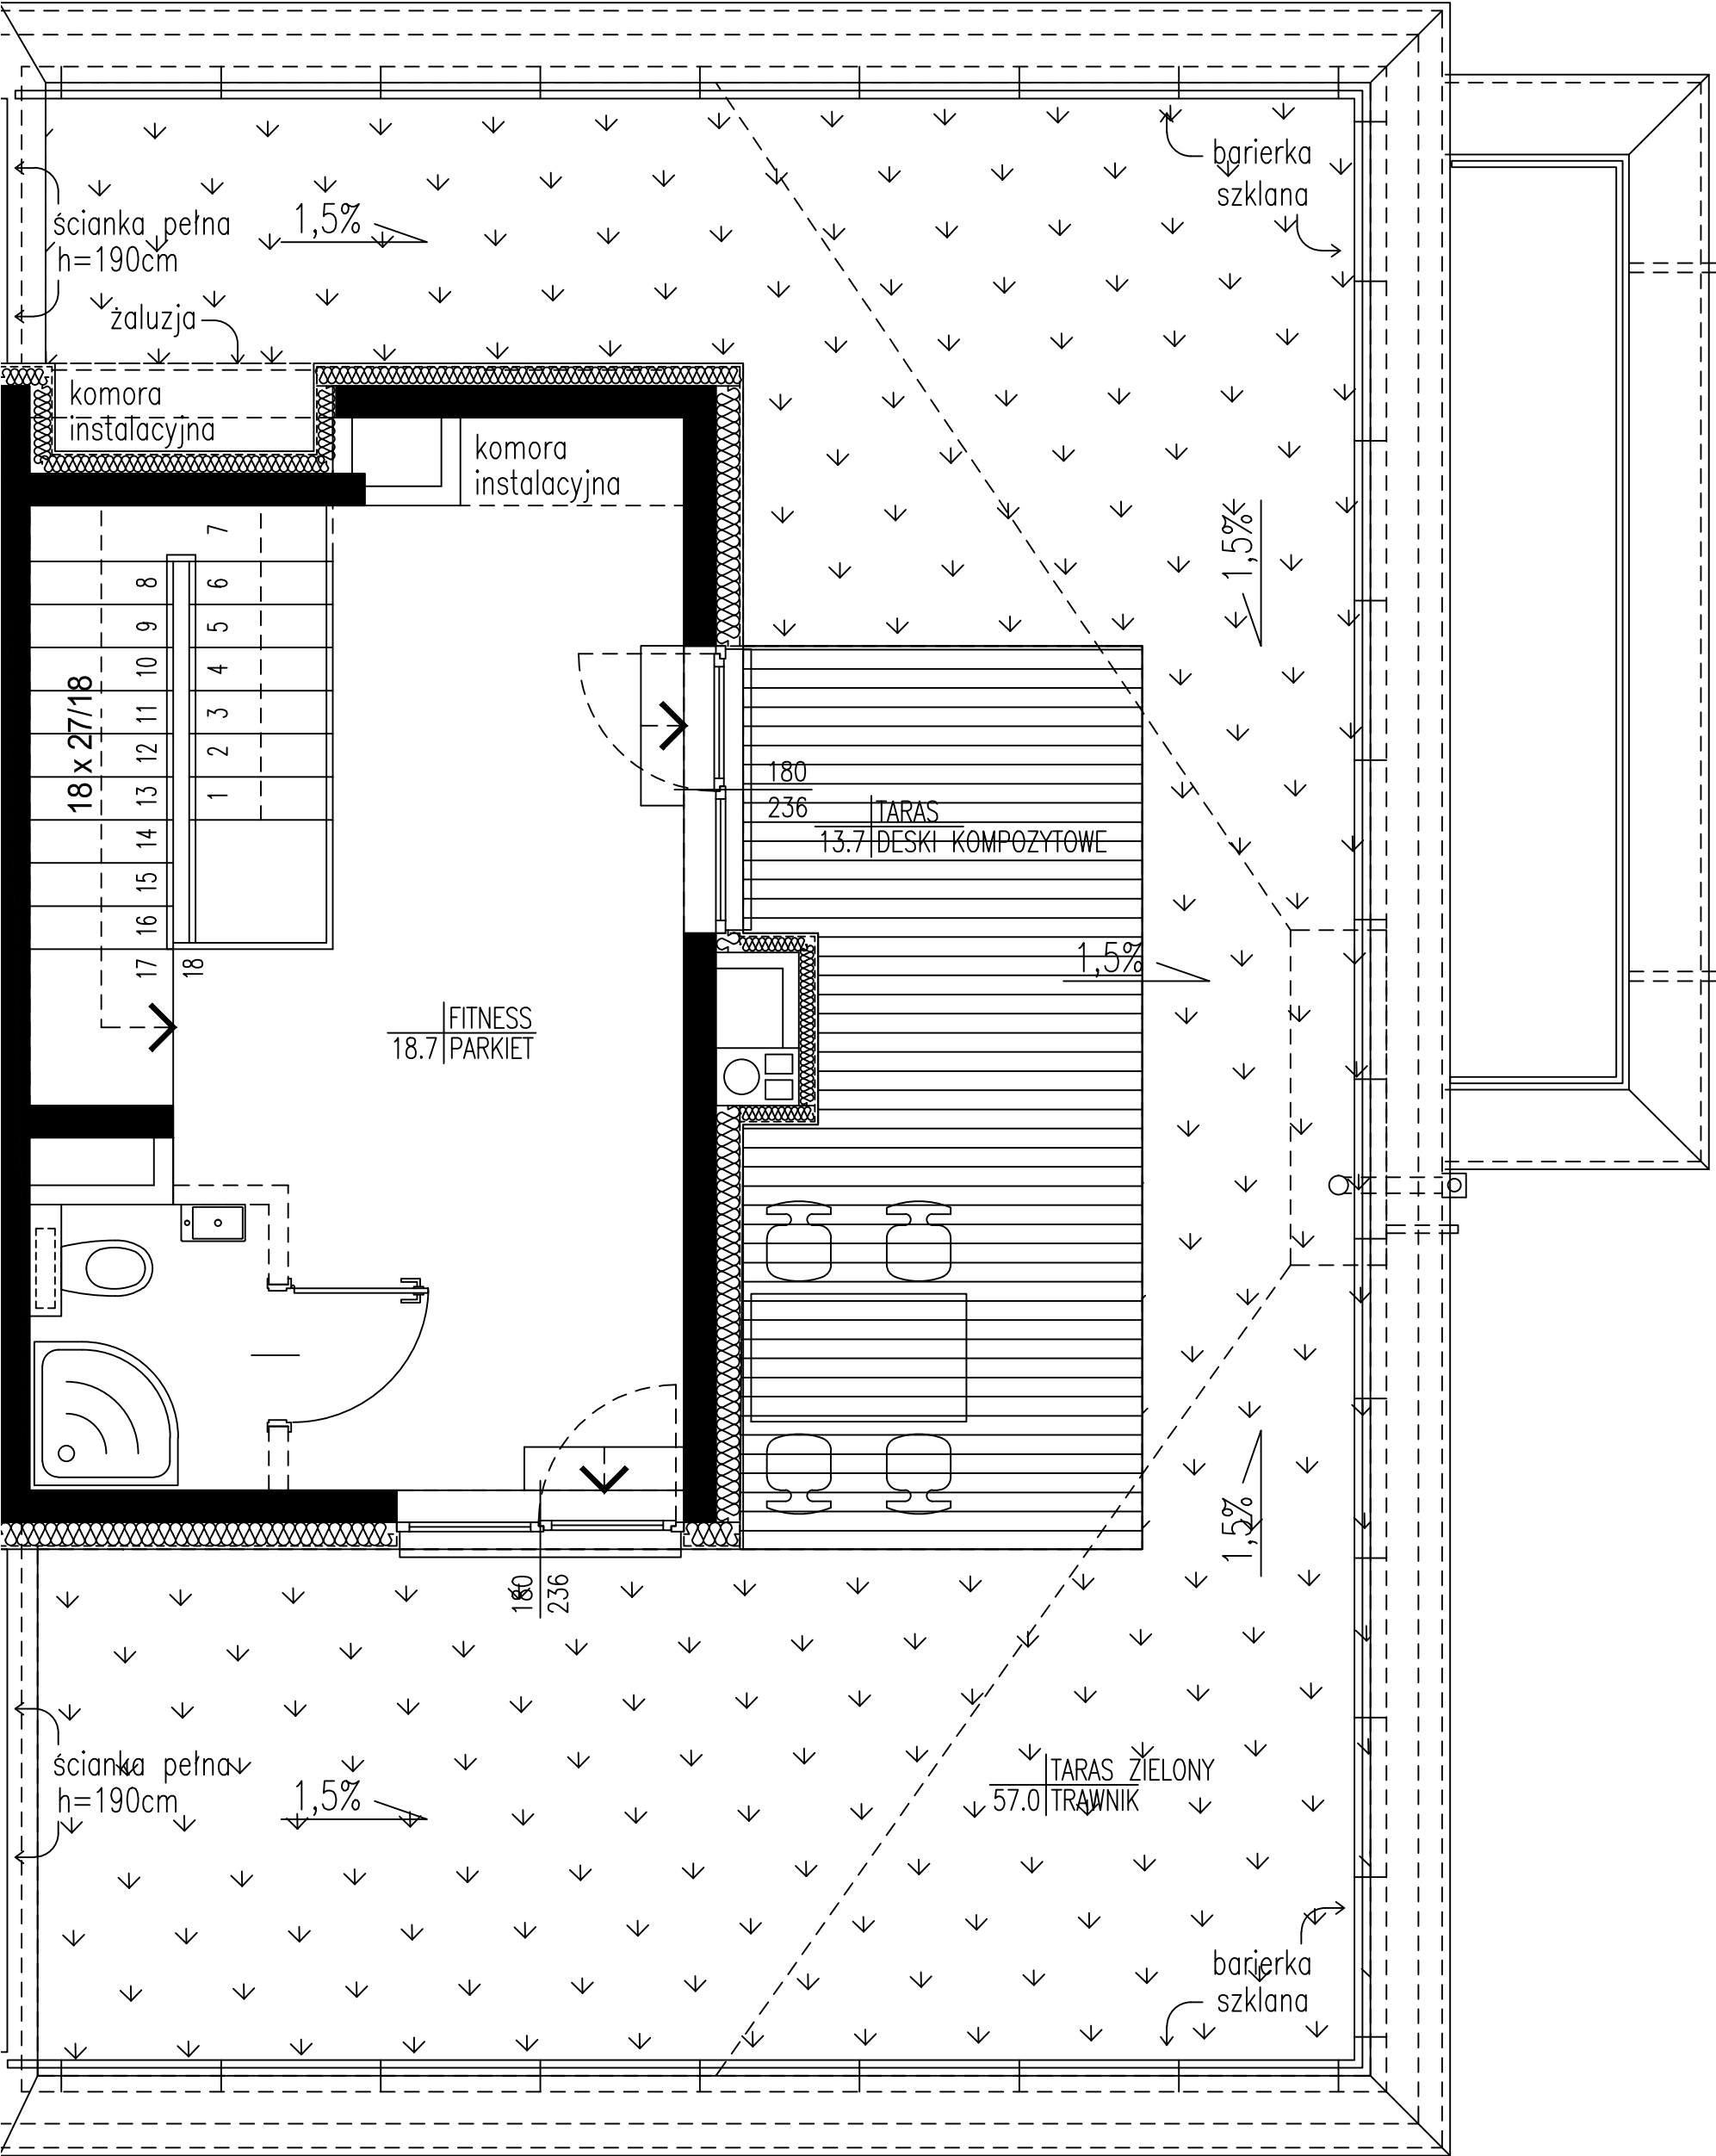 barierka
szklana
ścianka pełna
h=190cm
1,5%
żaluzja
komora
instalacyjna
komora
instalacyjna
1,5%
7
8
6
9
5
10
4
11
3
12
2
13
1
14
15
16
17
18
18 x 27/18
180
236
TARAS
13.7 DESKI KOMPOZYTOWE
1,5%
FITNESS
18.7 PARKIET
1,5%
180
236
ścianka pełna
h=190cm
1,5%
TARAS ZIELONY
57.0 TRAWNIK
barierka
szklana